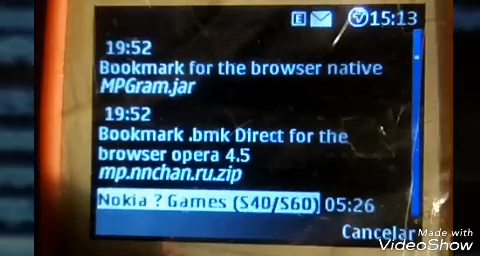 E 15:13
19:52
Bookmark for the browser native
MPGram.jar
19:52
Bookmark .bmk Direct for the
browser opera 4.5
mp.nnchan.ru.zip
Nokia ? Games (S40/S60) 05:26
Cancelar
Made with
VideoShow